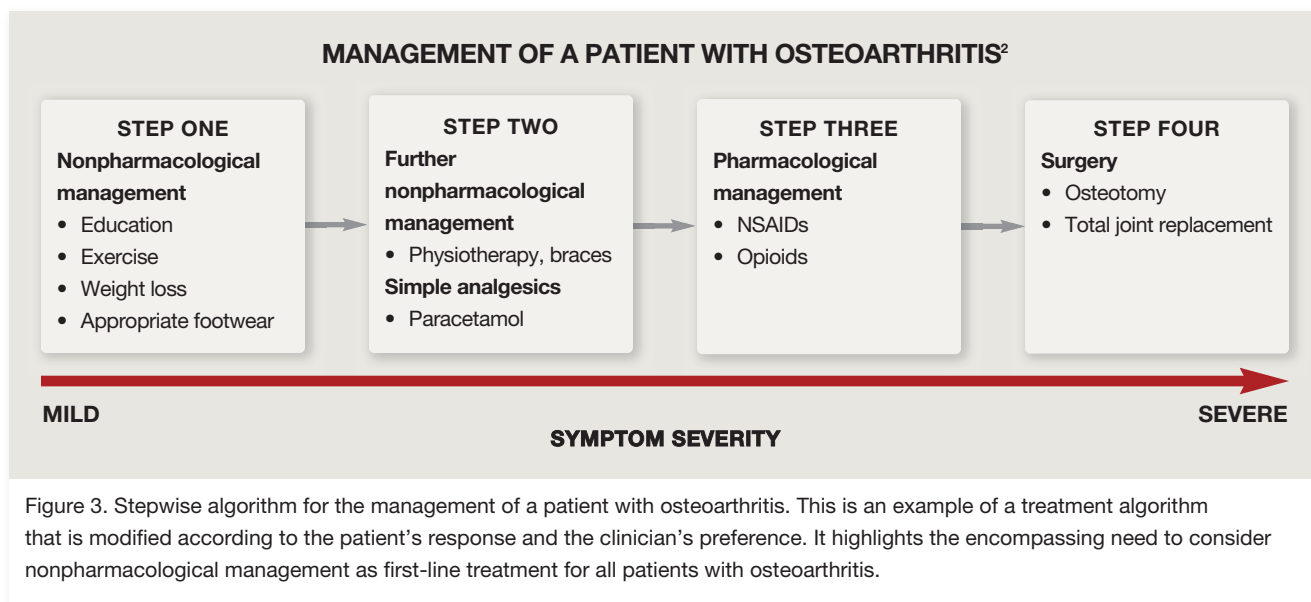 MANAGEMENT OF A PATIENT WITH OSTEOARTHRITIS²
STEP ONE
Nonpharmacological
management
• Education
• Exercise
• Weight loss
• Appropriate footwear
STEP TWO
Further
nonpharmacological
management
• Physiotherapy, braces
Simple analgesics
• Paracetamol
STEP THREE
Pharmacological
management
• NSAIDs
• Opioids
STEP FOUR
Surgery
• Osteotomy
• Total joint replacement
MILD
SEVERE
SYMPTOM SEVERITY
Figure 3. Stepwise algorithm for the management of a patient with osteoarthritis. This is an example of a treatment algorithm
that is modified according to the patient's response and the clinician's preference. It highlights the encompassing need to consider
nonpharmacological management as first-line treatment for all patients with osteoarthritis.